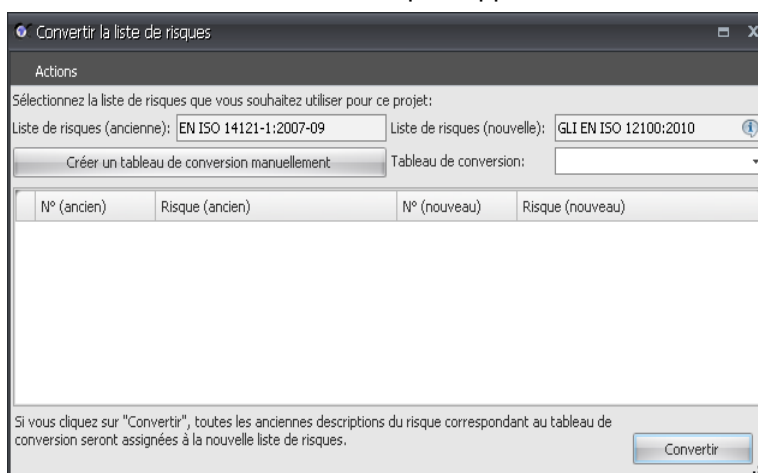 Convertir la liste de risques
Actions
Sélectionnez la liste de risques que vous souhaitez utiliser pour ce projet:
Liste de risques (ancienne): EN ISO 14121-1:2007-09 Liste de risques (nouvelle): GLI EN ISO 12100:2010
Créer un tableau de conversion manuellement Tableau de conversion:
N° (ancien) Risque (ancien) N° (nouveau) Risque (nouveau)
Si vous cliquez sur "Convertir", toutes les anciennes descriptions du risque correspondant au tableau de
conversion seront assignées à la nouvelle liste de risques.
Convertir